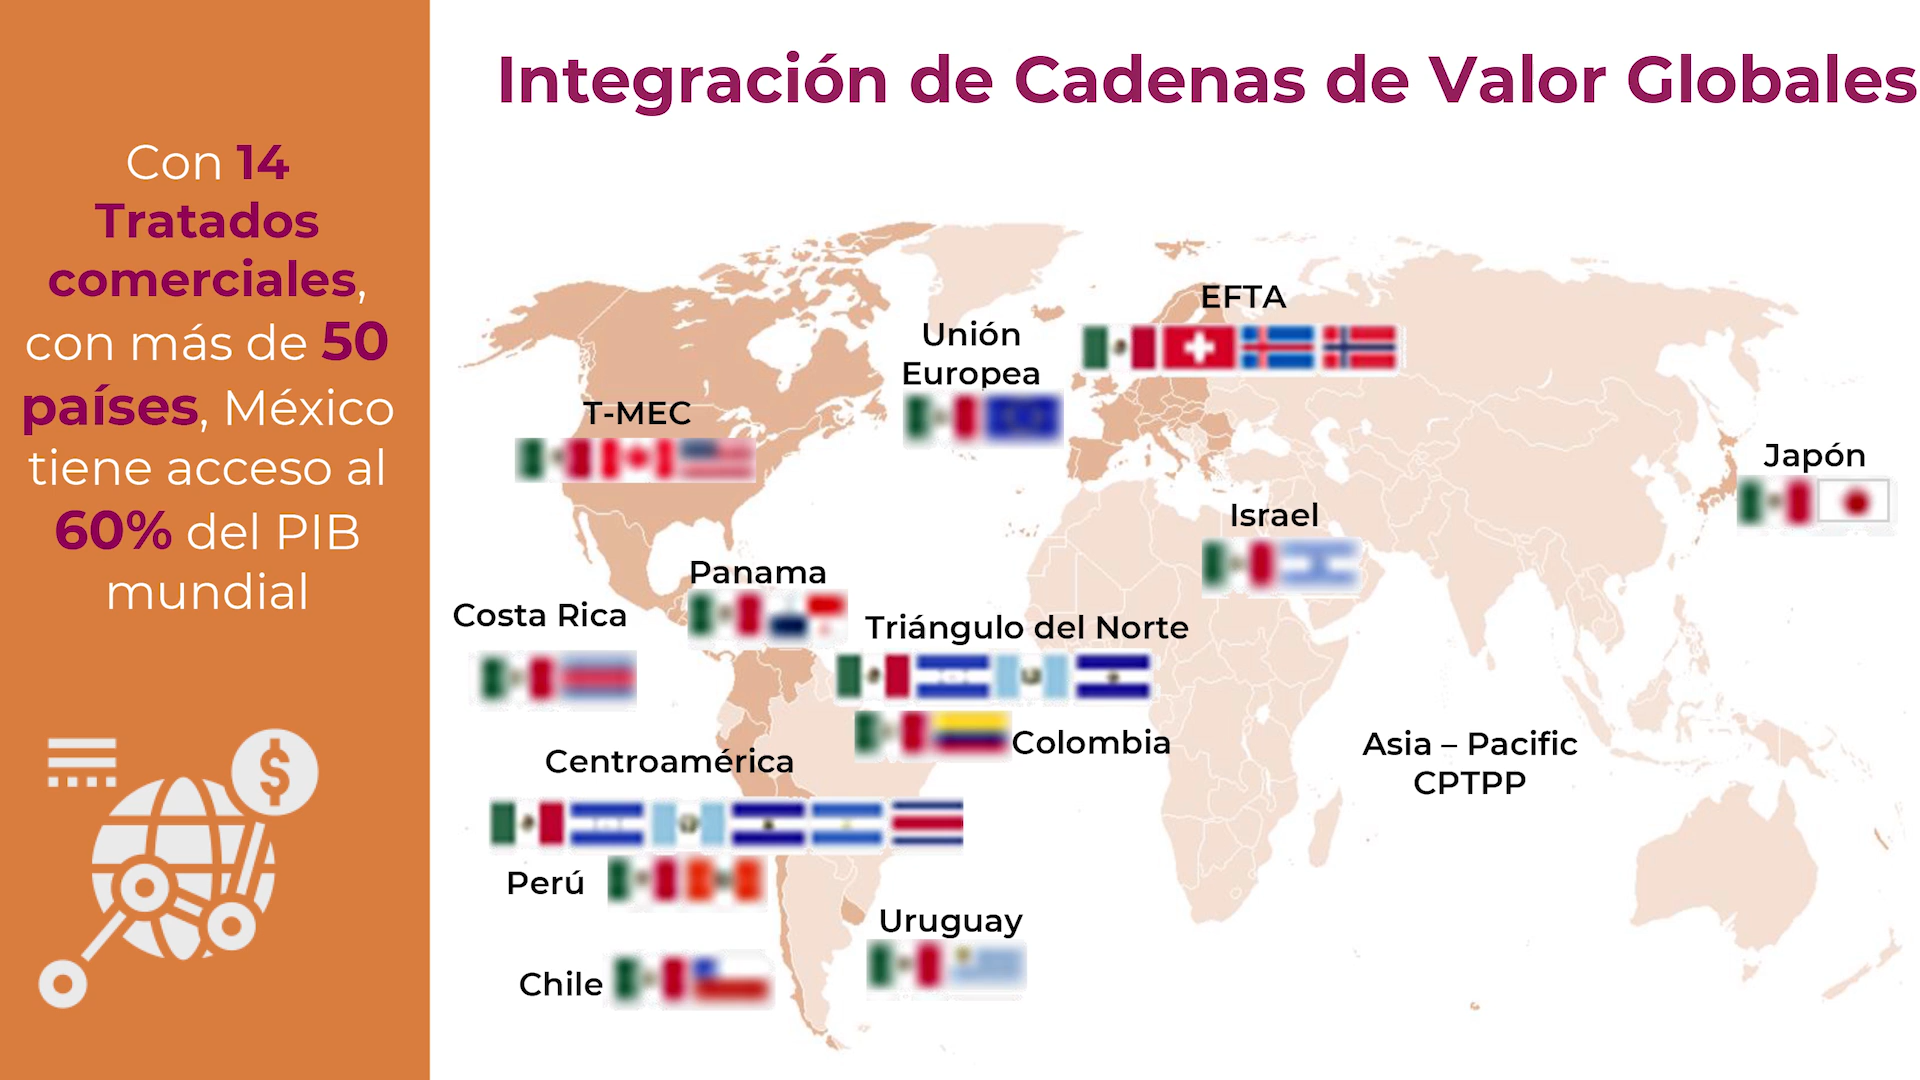 Integración de Cadenas de Valor Globales
Con 14
Tratados
comerciales,
con más de 50
países, México
tiene acceso al
60% del PIB
mundial
$
EFTA
Unión
Europea
T-MEC
Japón
Israel
Panama
Costa Rica
Triángulo del Norte
Colombia
Asia – Pacific
CPTPP
Centroamérica
Perú
Uruguay
Chile